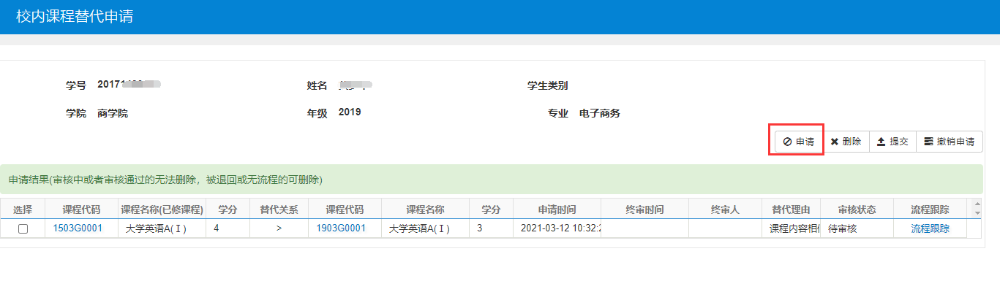 校内课程替代申请
学号 姓名 学生类别
学院 商学院 年级 2019 专业 电子商务
申请 删除 提交 撤销申请
申请结果(审核中或者审核通过的无法删除，被退回或无流程的可删除)
选择 课程代码 课程名称(已修课程) 学分 替代关系 课程代码 课程名称 学分 申请时间 终审时间 终审人 替代理由 审核状态 流程跟踪
1503G0001 大学英语A(Ⅰ) 4 > 1903G0001 大学英语A(Ⅰ) 3 2021-03-12 10:32:2 课程内容相 待审核 流程跟踪